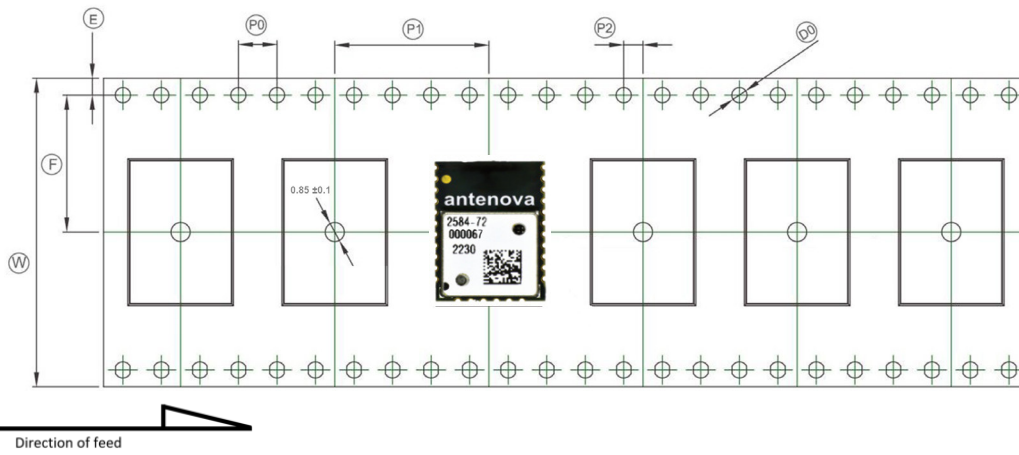 E
P0
P1
P2
D0
F
0.85 ±0.1
antenova
2584-72
000067
2230
W
Direction of feed